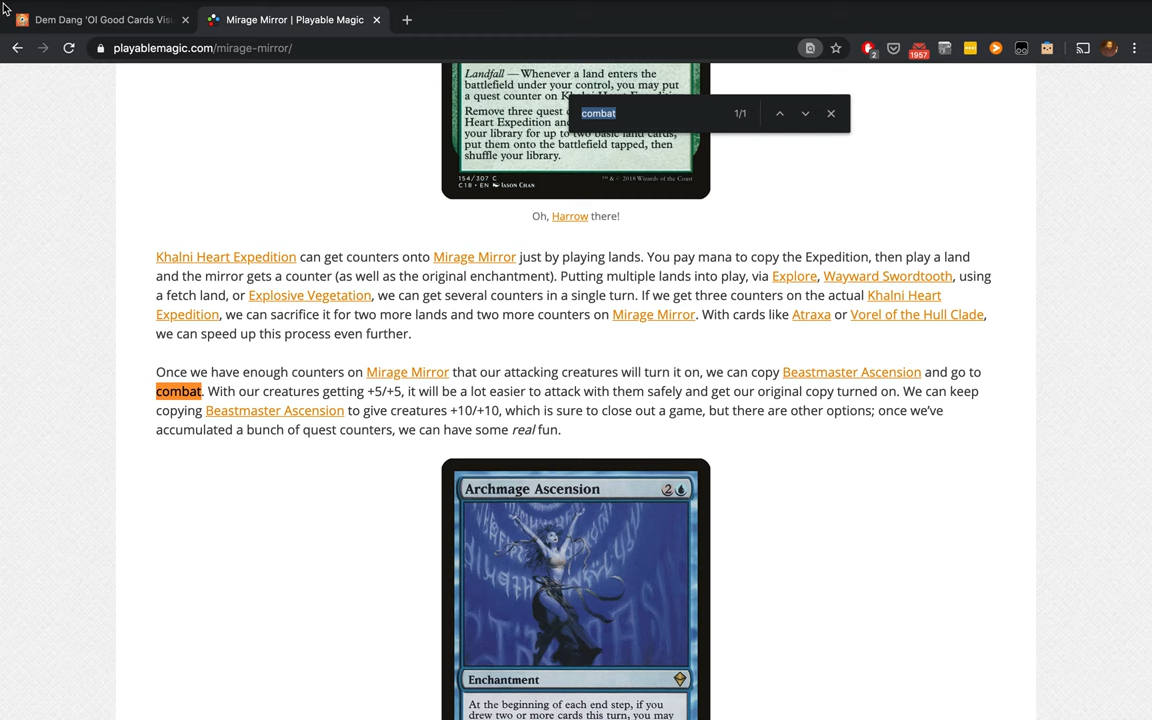 Dem Dang 'Ol Good Cards Visu
Mirage Mirror | Playable Magic
playablemagic.com/mirage-mirror/
2
1957
combat
1/1
Landfall — Whenever a land enters the
battlefield under your control, you may put
a quest counter on Khalni Heart Expedition
Remove three quest
Heart Expedition and
your library for up to two basic land cards,
put them onto the battlefield tapped, then
shuffle your library.
154/307 C
C18 • EN JASON CHAN
™ & © 2018 Wizards of the Coast
Oh, Harrow there!
Khalni Heart Expedition can get counters onto Mirage Mirror just by playing lands. You pay mana to copy the Expedition, then play a land
and the mirror gets a counter (as well as the original enchantment). Putting multiple lands into play, via Explore, Wayward Swordtooth, using
a fetch land, or Explosive Vegetation, we can get several counters in a single turn. If we get three counters on the actual Khalni Heart
Expedition, we can sacrifice it for two more lands and two more counters on Mirage Mirror. With cards like Atraxa or Vorel of the Hull Clade,
we can speed up this process even further.
Once we have enough counters on Mirage Mirror that our attacking creatures will turn it on, we can copy Beastmaster Ascension and go to
combat. With our creatures getting +5/+5, it will be a lot easier to attack with them safely and get our original copy turned on. We can keep
copying Beastmaster Ascension to give creatures +10/+10, which is sure to close out a game, but there are other options; once we've
accumulated a bunch of quest counters, we can have some real fun.
Archmage Ascension 2
Enchantment
At the beginning of each end step, if you
drew two or more cards this turn, you may